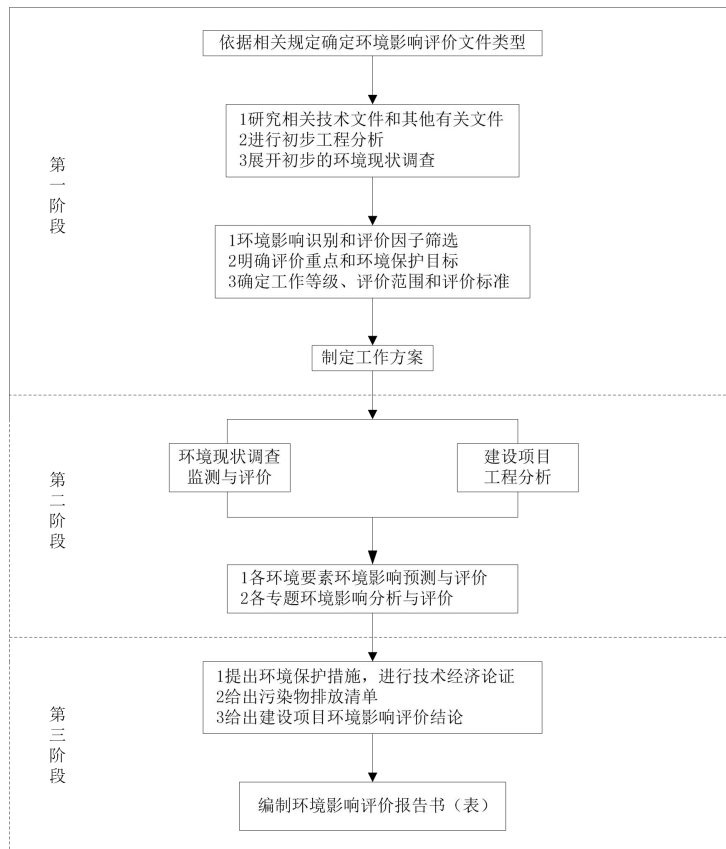 依据相关规定确定环境影响评价文件类型
1研究相关技术文件和其他有关文件
2进行初步工程分析
3展开初步的环境现状调查
第一阶段
1环境影响识别和评价因子筛选
2明确评价重点和环境保护目标
3确定工作等级、评价范围和评价标准
制定工作方案
环境现状调查
监测与评价
建设项目
工程分析
第二阶段
1各环境要素环境影响预测与评价
2各专题环境影响分析与评价
1提出环境保护措施，进行技术经济论证
2给出污染物排放清单
3给出建设项目环境影响评价结论
第三阶段
编制环境影响评价报告书（表）